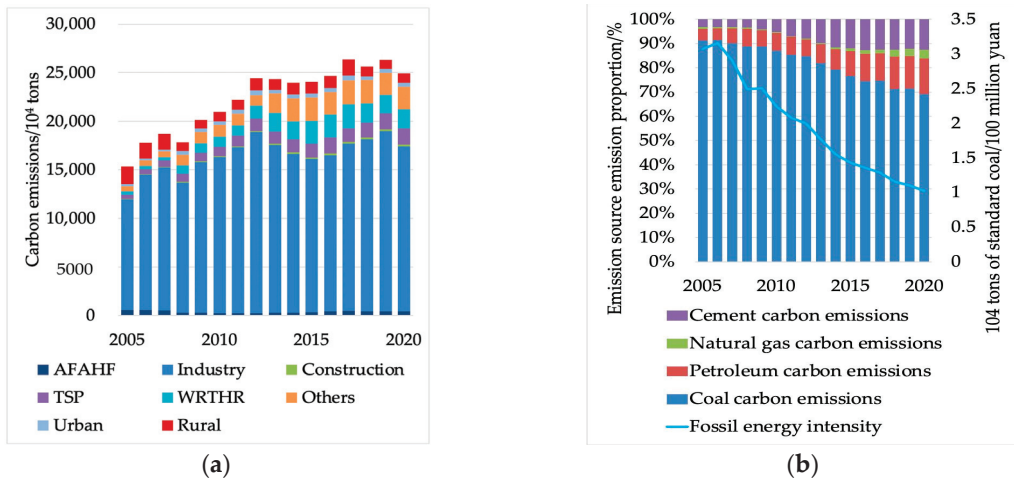 Carbon emissions/10⁴ tons
30,000
25,000
20,000
15,000
10,000
5000
0
2005 2010 2015 2020
AFAHF Industry Construction
TSP WRTHR Others
Urban Rural
(a)
Emission source emission proportion/%
100%
90%
80%
70%
60%
50%
40%
30%
20%
10%
0%
2005 2010 2015 2020
3.5
3
2.5
2
1.5
1
0.5
0
104 tons of standard coal/100 million yuan
Cement carbon emissions
Natural gas carbon emissions
Petroleum carbon emissions
Coal carbon emissions
Fossil energy intensity
(b)